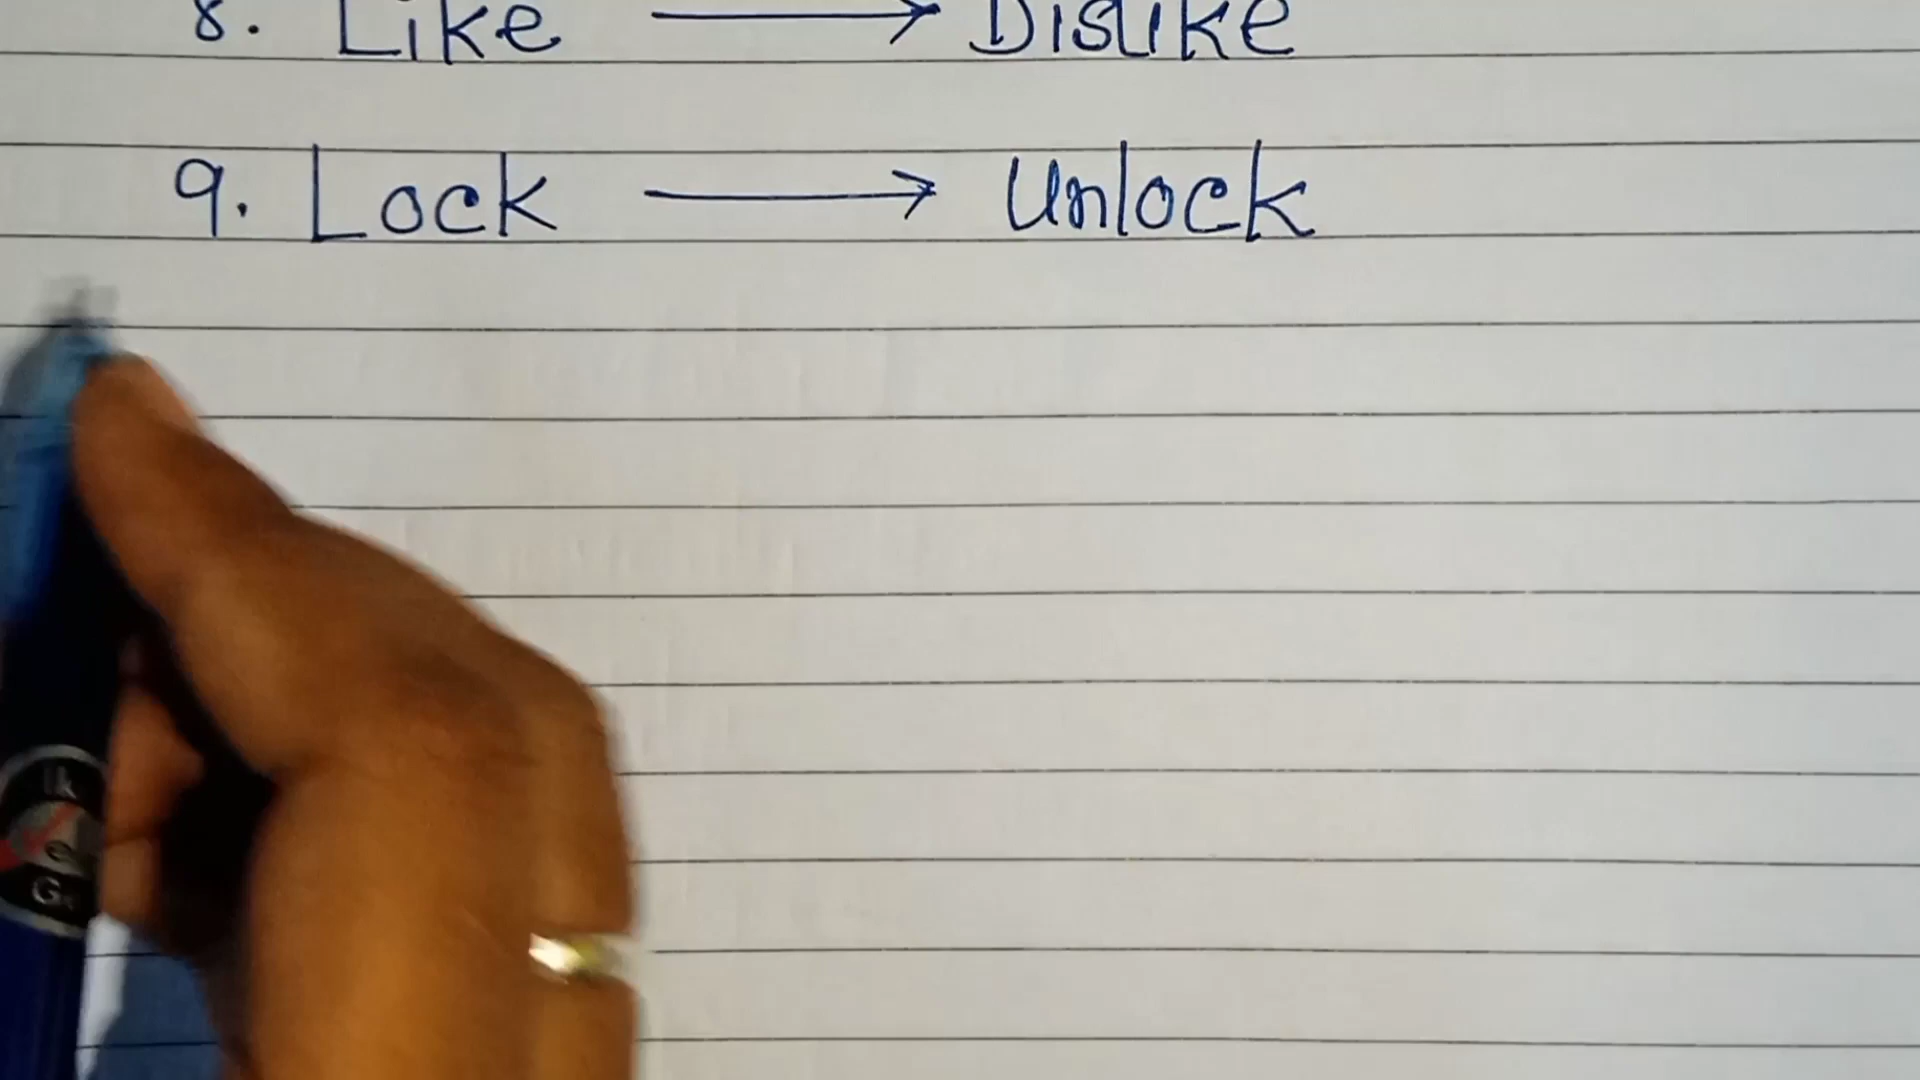 8. Like → Dislike
9. Lock → Unlock